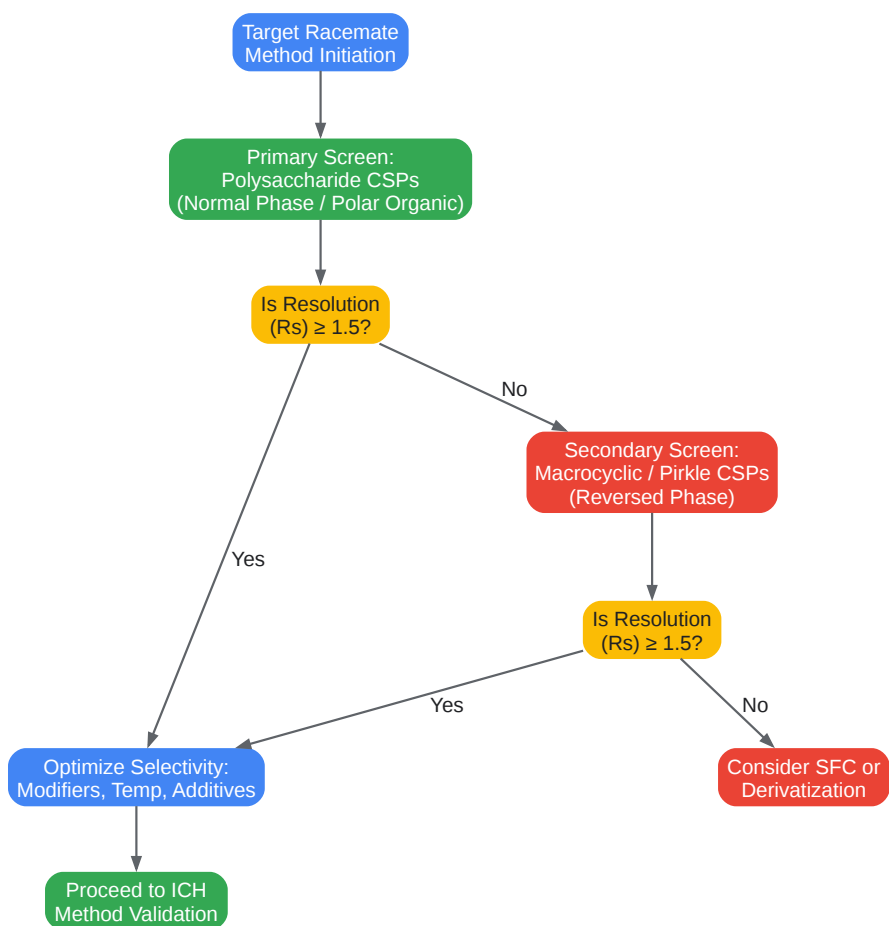 Target Racemate
Method Initiation
Primary Screen:
Polysaccharide CSPs
(Normal Phase / Polar Organic)
Is Resolution
(Rs) ≥ 1.5?
No
Secondary Screen:
Macrocyclic / Pirkle CSPs
(Reversed Phase)
Yes
Is Resolution
(Rs) ≥ 1.5?
Yes
No
Optimize Selectivity:
Modifiers, Temp, Additives
Consider SFC or
Derivatization
Proceed to ICH
Method Validation